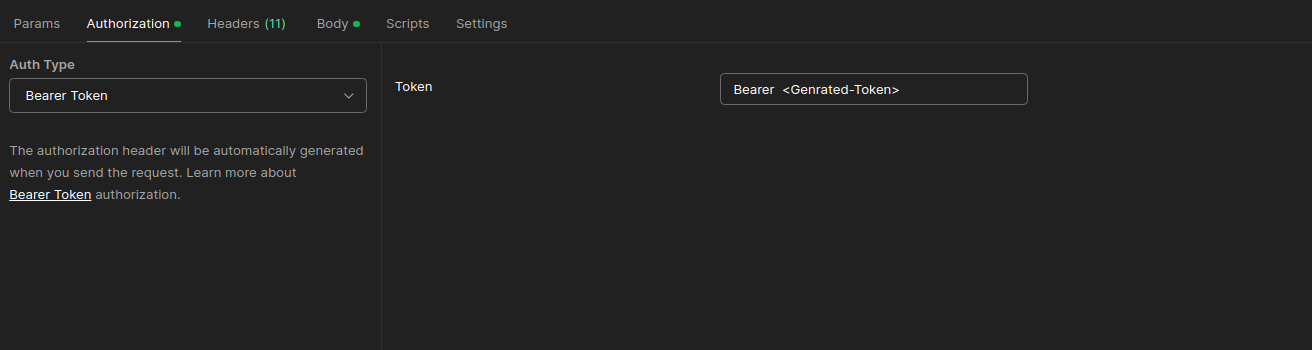 Params Authorization Headers (11) Body Scripts Settings
Auth Type
Bearer Token
The authorization header will be automatically generated
when you send the request. Learn more about
Bearer Token authorization.
Token
Bearer  <Genrated-Token>